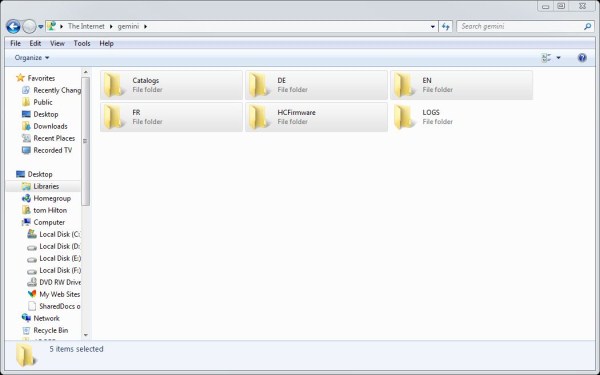 The Internet gemini
Search gemini
File Edit View Tools Help
Organize
Favorites
Recently Chang
Public
Desktop
Downloads
Recent Places
Recorded TV
Desktop
Libraries
Homegroup
tom Hilton
Computer
Local Disk (C:
Local Disk (D:
Local Disk (E:)
Local Disk (F:)
DVD RW Drive
My Web Sites
SharedDocs o
Network
Recycle Bin
Catalogs
File folder
DE
File folder
EN
File folder
FR
File folder
HCFirmware
File folder
LOGS
File folder
5 items selected